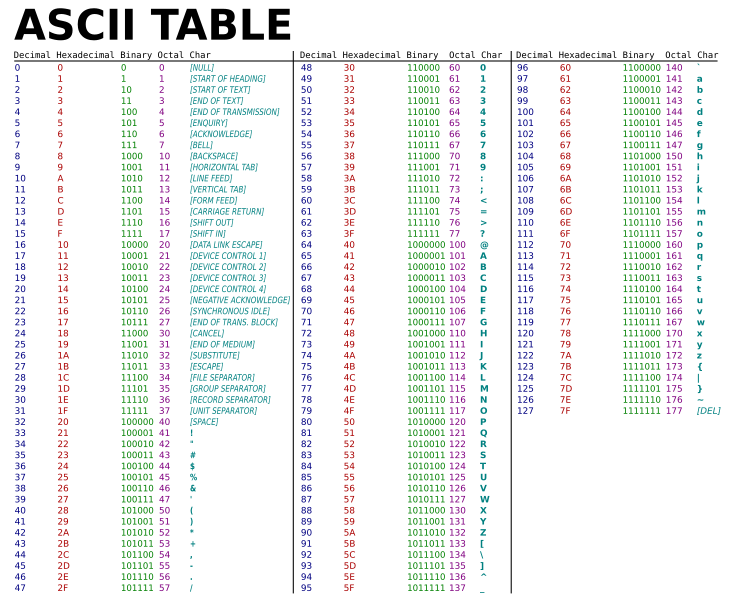 ASCII TABLE
Decimal Hexadecimal Binary Octal Char
0 0 0 0 [NULL]
1 1 1 1 [START OF HEADING]
2 2 10 2 [START OF TEXT]
3 3 11 3 [END OF TEXT]
4 4 100 4 [END OF TRANSMISSION]
5 5 101 5 [ENQUIRY]
6 6 110 6 [ACKNOWLEDGE]
7 7 111 7 [BELL]
8 8 1000 10 [BACKSPACE]
9 9 1001 11 [HORIZONTAL TAB]
10 A 1010 12 [LINE FEED]
11 B 1011 13 [VERTICAL TAB]
12 C 1100 14 [FORM FEED]
13 D 1101 15 [CARRIAGE RETURN]
14 E 1110 16 [SHIFT OUT]
15 F 1111 17 [SHIFT IN]
16 10 10000 20 [DATA LINK ESCAPE]
17 11 10001 21 [DEVICE CONTROL 1]
18 12 10010 22 [DEVICE CONTROL 2]
19 13 10011 23 [DEVICE CONTROL 3]
20 14 10100 24 [DEVICE CONTROL 4]
21 15 10101 25 [NEGATIVE ACKNOWLEDGE]
22 16 10110 26 [SYNCHRONOUS IDLE]
23 17 10111 27 [END OF TRANS. BLOCK]
24 18 11000 30 [CANCEL]
25 19 11001 31 [END OF MEDIUM]
26 1A 11010 32 [SUBSTITUTE]
27 1B 11011 33 [ESCAPE]
28 1C 11100 34 [FILE SEPARATOR]
29 1D 11101 35 [GROUP SEPARATOR]
30 1E 11110 36 [RECORD SEPARATOR]
31 1F 11111 37 [UNIT SEPARATOR]
32 20 100000 40 [SPACE]
33 21 100001 41 !
34 22 100010 42 "
35 23 100011 43 #
36 24 100100 44 $
37 25 100101 45 %
38 26 100110 46 &
39 27 100111 47 '
40 28 101000 50 (
41 29 101001 51 )
42 2A 101010 52 *
43 2B 101011 53 +
44 2C 101100 54 ,
45 2D 101101 55 -
46 2E 101110 56 .
47 2F 101111 57 /
Decimal Hexadecimal Binary Octal Char
48 30 110000 60 0
49 31 110001 61 1
50 32 110010 62 2
51 33 110011 63 3
52 34 110100 64 4
53 35 110101 65 5
54 36 110110 66 6
55 37 110111 67 7
56 38 111000 70 8
57 39 111001 71 9
58 3A 111010 72 :
59 3B 111011 73 ;
60 3C 111100 74 <
61 3D 111101 75 =
62 3E 111110 76 >
63 3F 111111 77 ?
64 40 1000000 100 @
65 41 1000001 101 A
66 42 1000010 102 B
67 43 1000011 103 C
68 44 1000100 104 D
69 45 1000101 105 E
70 46 1000110 106 F
71 47 1000111 107 G
72 48 1001000 110 H
73 49 1001001 111 I
74 4A 1001010 112 J
75 4B 1001011 113 K
76 4C 1001100 114 L
77 4D 1001101 115 M
78 4E 1001110 116 N
79 4F 1001111 117 O
80 50 1010000 120 P
81 51 1010001 121 Q
82 52 1010010 122 R
83 53 1010011 123 S
84 54 1010100 124 T
85 55 1010101 125 U
86 56 1010110 126 V
87 57 1010111 127 W
88 58 1011000 130 X
89 59 1011001 131 Y
90 5A 1011010 132 Z
91 5B 1011011 133 [
92 5C 1011100 134 \
93 5D 1011101 135 ]
94 5E 1011110 136 ^
95 5F 1011111 137 _
Decimal Hexadecimal Binary Octal Char
96 60 1100000 140 `
97 61 1100001 141 a
98 62 1100010 142 b
99 63 1100011 143 c
100 64 1100100 144 d
101 65 1100101 145 e
102 66 1100110 146 f
103 67 1100111 147 g
104 68 1101000 150 h
105 69 1101001 151 i
106 6A 1101010 152 j
107 6B 1101011 153 k
108 6C 1101100 154 l
109 6D 1101101 155 m
110 6E 1101110 156 n
111 6F 1101111 157 o
112 70 1110000 160 p
113 71 1110001 161 q
114 72 1110010 162 r
115 73 1110011 163 s
116 74 1110100 164 t
117 75 1110101 165 u
118 76 1110110 166 v
119 77 1110111 167 w
120 78 1111000 170 x
121 79 1111001 171 y
122 7A 1111010 172 z
123 7B 1111011 173 {
124 7C 1111100 174 |
125 7D 1111101 175 }
126 7E 1111110 176 ~
127 7F 1111111 177 [DEL]